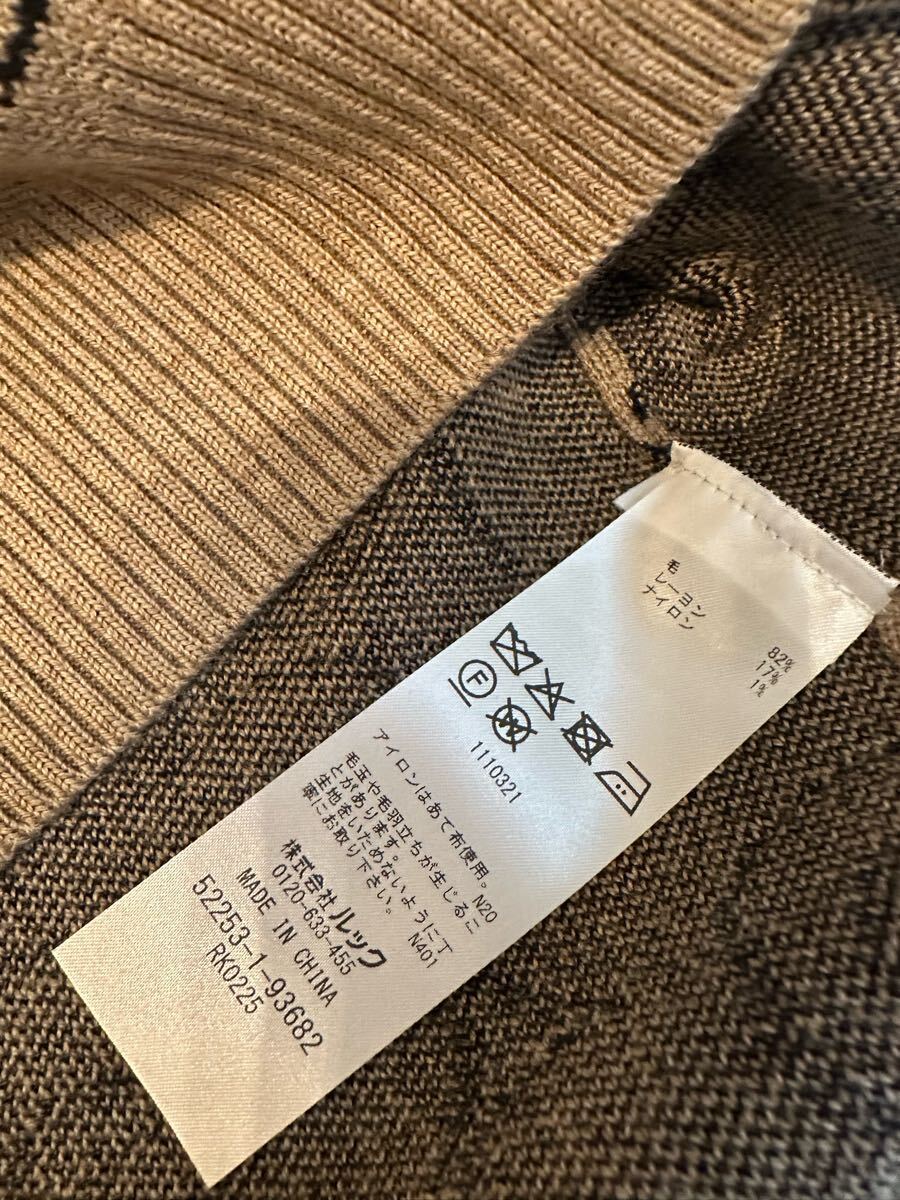 毛 82%
レーヨン 17%
ナイロン 1%
F
W
1110321
アイロンはあて布使用。 N20
毛玉や毛羽立ちが生じるこ
とがあります。
生地をいためないように丁
寧にお取り下さい。 N401
株式会社ルック
0120-633-455
MADE IN CHINA
52253-1-93682
RK0225